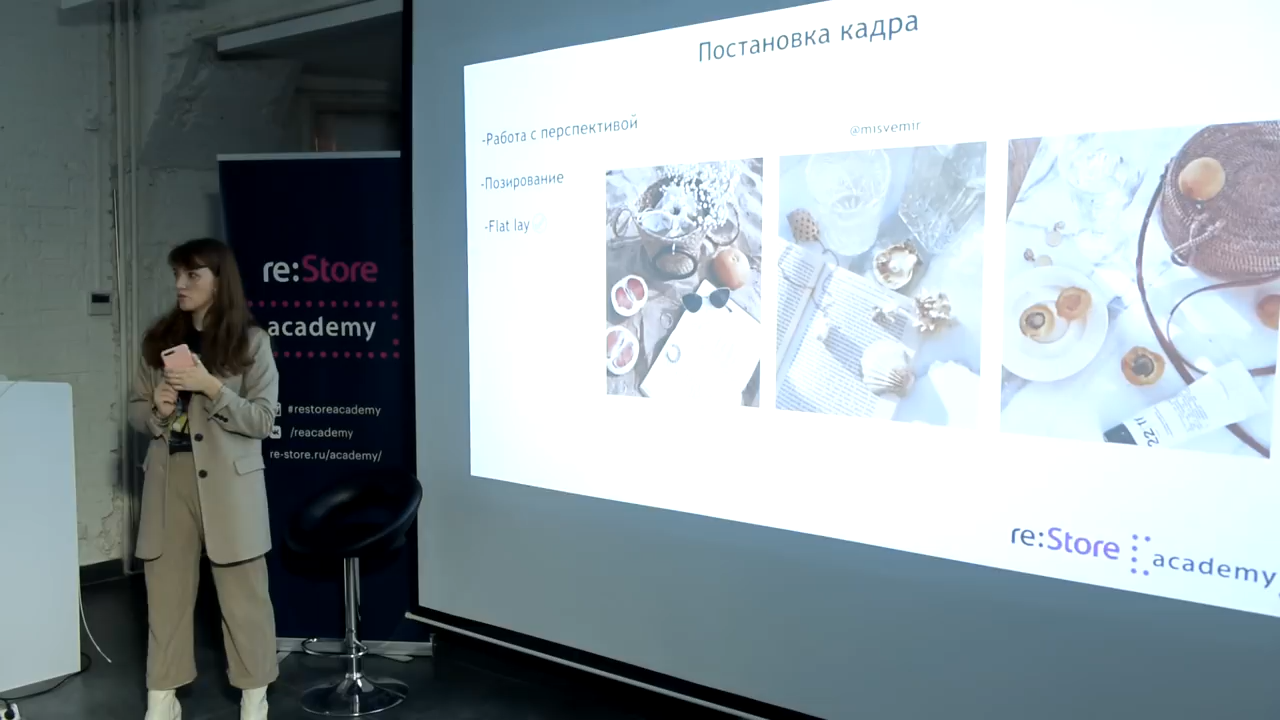 Постановка кадра
-Работа с перспективой
-Позирование
-Flat lay
@misvemir
re:Store
academy
#restoreacademy
/reacademy
re-store.ru/academy/
re:Store academy